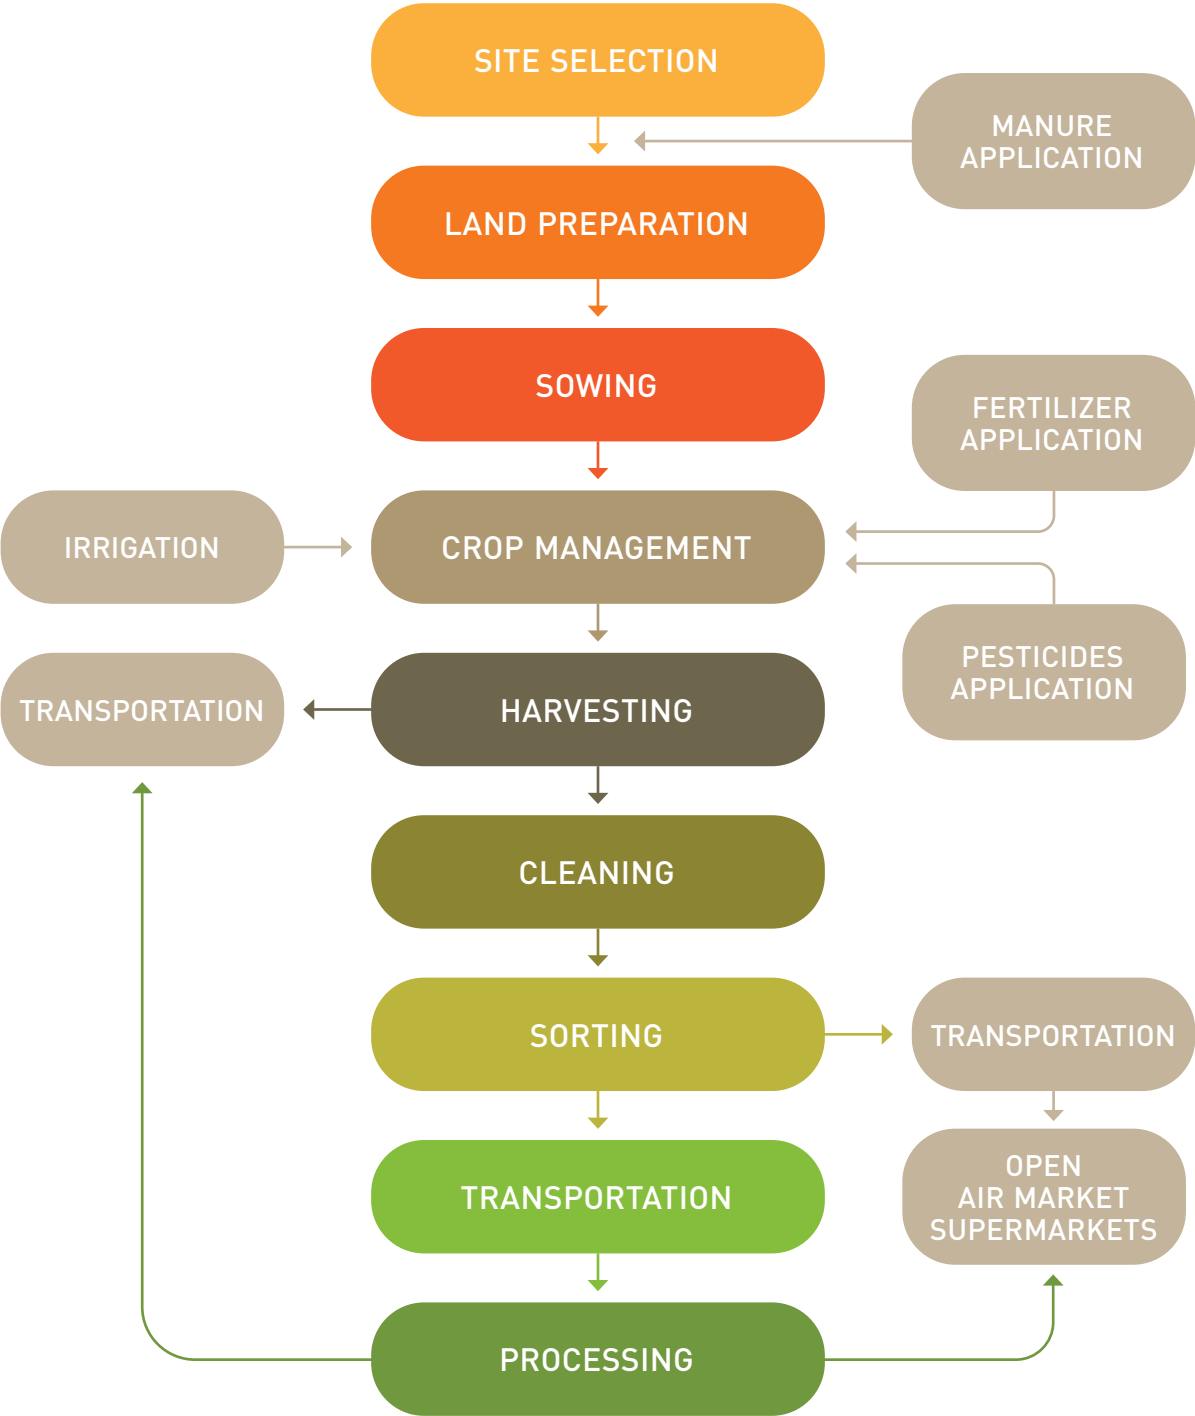 SITE SELECTION
MANURE
APPLICATION
LAND PREPARATION
SOWING
FERTILIZER
APPLICATION
IRRIGATION
CROP MANAGEMENT
PESTICIDES
APPLICATION
TRANSPORTATION
HARVESTING
CLEANING
SORTING
TRANSPORTATION
OPEN
AIR MARKET
SUPERMARKETS
TRANSPORTATION
PROCESSING